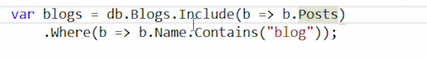 var blogs = db.Blogs.Include(b => b.Posts)
.Where(b => b.Name.Contains("blog"));